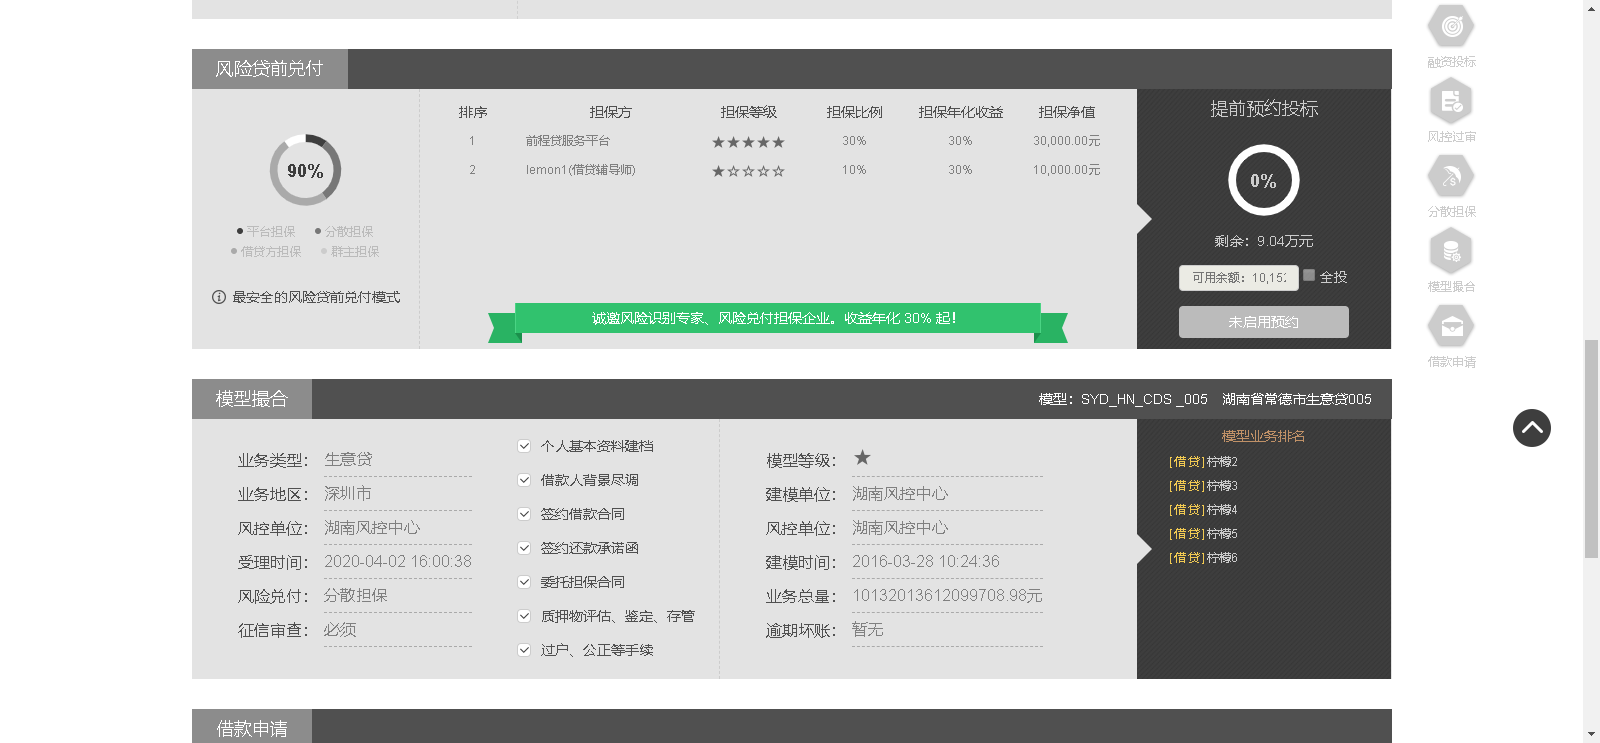 风险贷前兑付
90%
平台担保 分散担保
借贷方担保 群主担保
最安全的风险贷前兑付模式
排序 担保方 担保等级 担保比例 担保年化收益 担保净值
1 前程贷服务平台 ★★★★★ 30% 30% 30,000.00元
2 lemon1(借贷辅导师) ★☆☆☆☆ 10% 30% 10,000.00元
诚邀风险识别专家、风险兑付担保企业。收益年化 30% 起!
提前预约投标
0%
剩余：9.04万元
可用余额：10,15 全投
未启用预约
模型撮合 模型：SYD_HN_CDS _005 湖南省常德市生意贷005
业务类型： 生意贷
业务地区： 深圳市
风控单位： 湖南风控中心
受理时间： 2020-04-02 16:00:38
风险兑付： 分散担保
征信审查： 必须
个人基本资料建档
借款人背景尽调
签约借款合同
签约还款承诺函
委托担保合同
质押物评估、鉴定、存管
过户、公正等手续
模型等级： ★
建模单位： 湖南风控中心
风控单位： 湖南风控中心
建模时间： 2016-03-28 10:24:36
业务总量： 10132013612099708.98元
逾期坏账： 暂无
模型业务排名
[借贷]柠檬2
[借贷]柠檬3
[借贷]柠檬4
[借贷]柠檬5
[借贷]柠檬6
借款申请
融资投标
风控过审
分散担保
模型撮合
借款申请